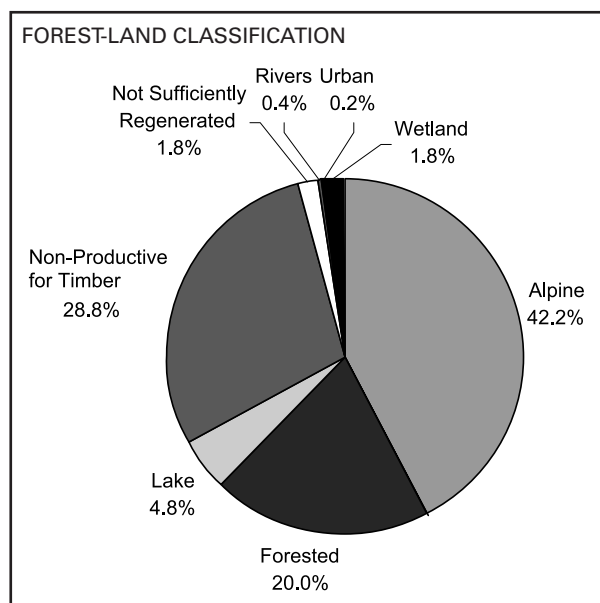 FOREST-LAND CLASSIFICATION
Rivers
0.4%
Urban
0.2%
Not Sufficiently
Regenerated
1.8%
Wetland
1.8%
Non-Productive
for Timber
28.8%
Alpine
42.2%
Lake
4.8%
Forested
20.0%